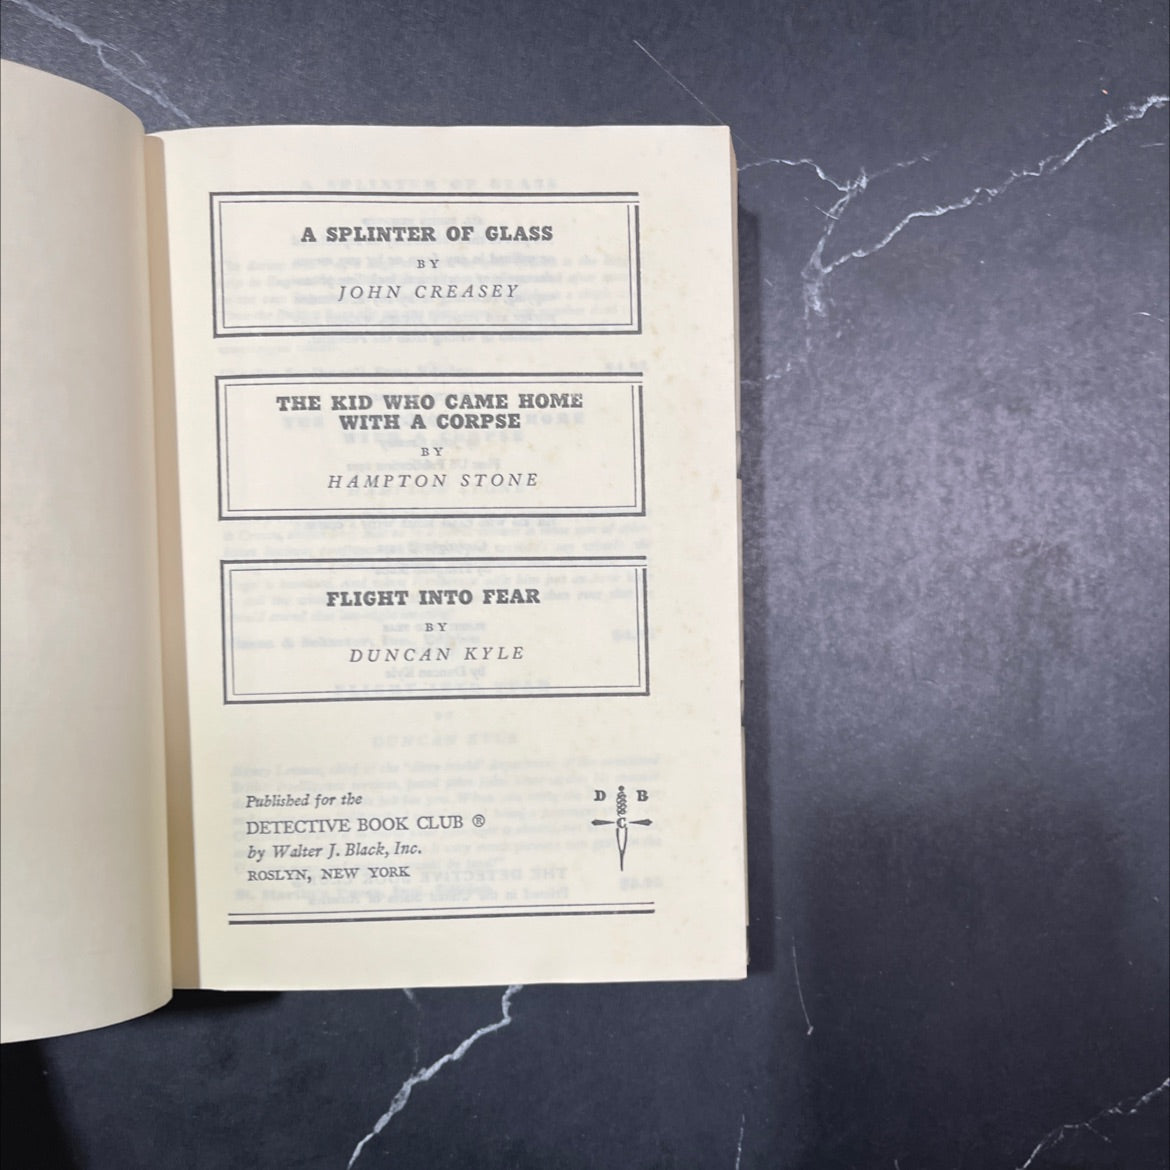 A SPLINTER OF GLASS
BY
JOHN CREASEY
THE KID WHO CAME HOME
WITH A CORPSE
BY
HAMPTON STONE
FLIGHT INTO FEAR
BY
DUNCAN KYLE
Published for the
DETECTIVE BOOK CLUB ®
by Walter J. Black, Inc.
ROSLYN, NEW YORK
D B
C